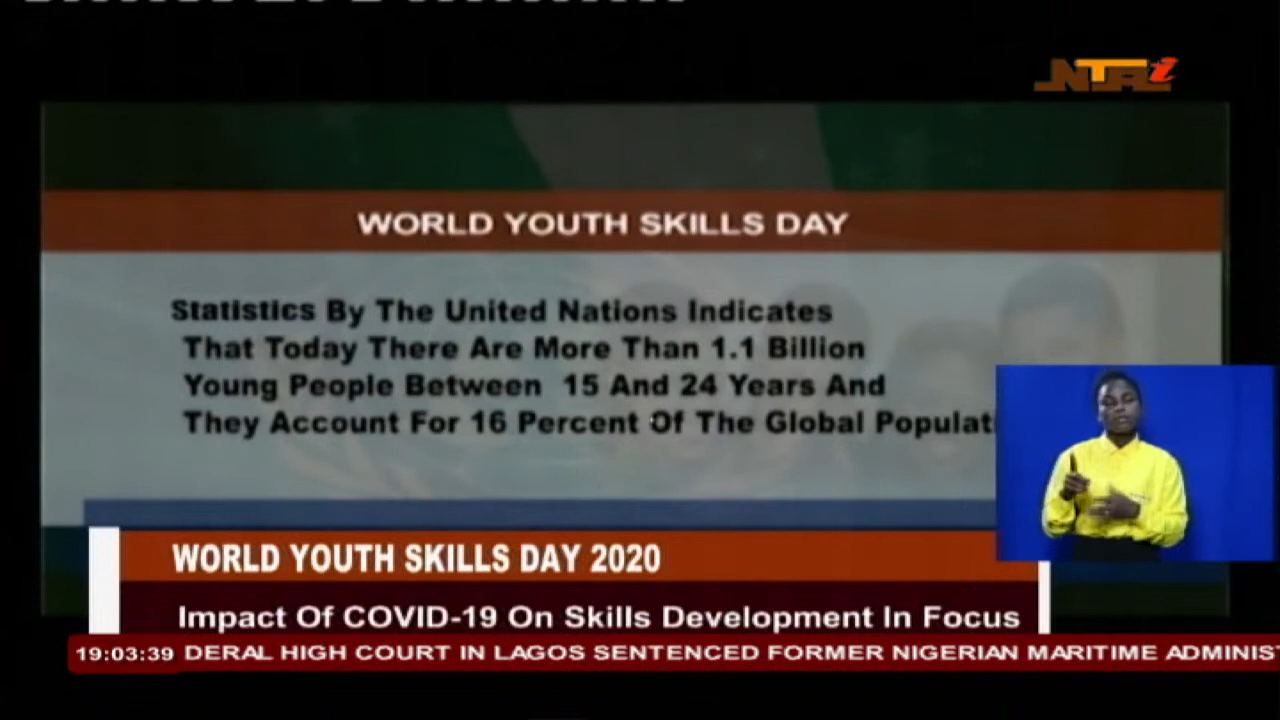 NTA i
WORLD YOUTH SKILLS DAY
Statistics By The United Nations Indicates
That Today There Are More Than 1.1 Billion
Young People Between 15 And 24 Years And
They Account For 16 Percent Of The Global Populati
WORLD YOUTH SKILLS DAY 2020
Impact Of COVID-19 On Skills Development In Focus
19:03:39 DERAL HIGH COURT IN LAGOS SENTENCED FORMER NIGERIAN MARITIME ADMINIST